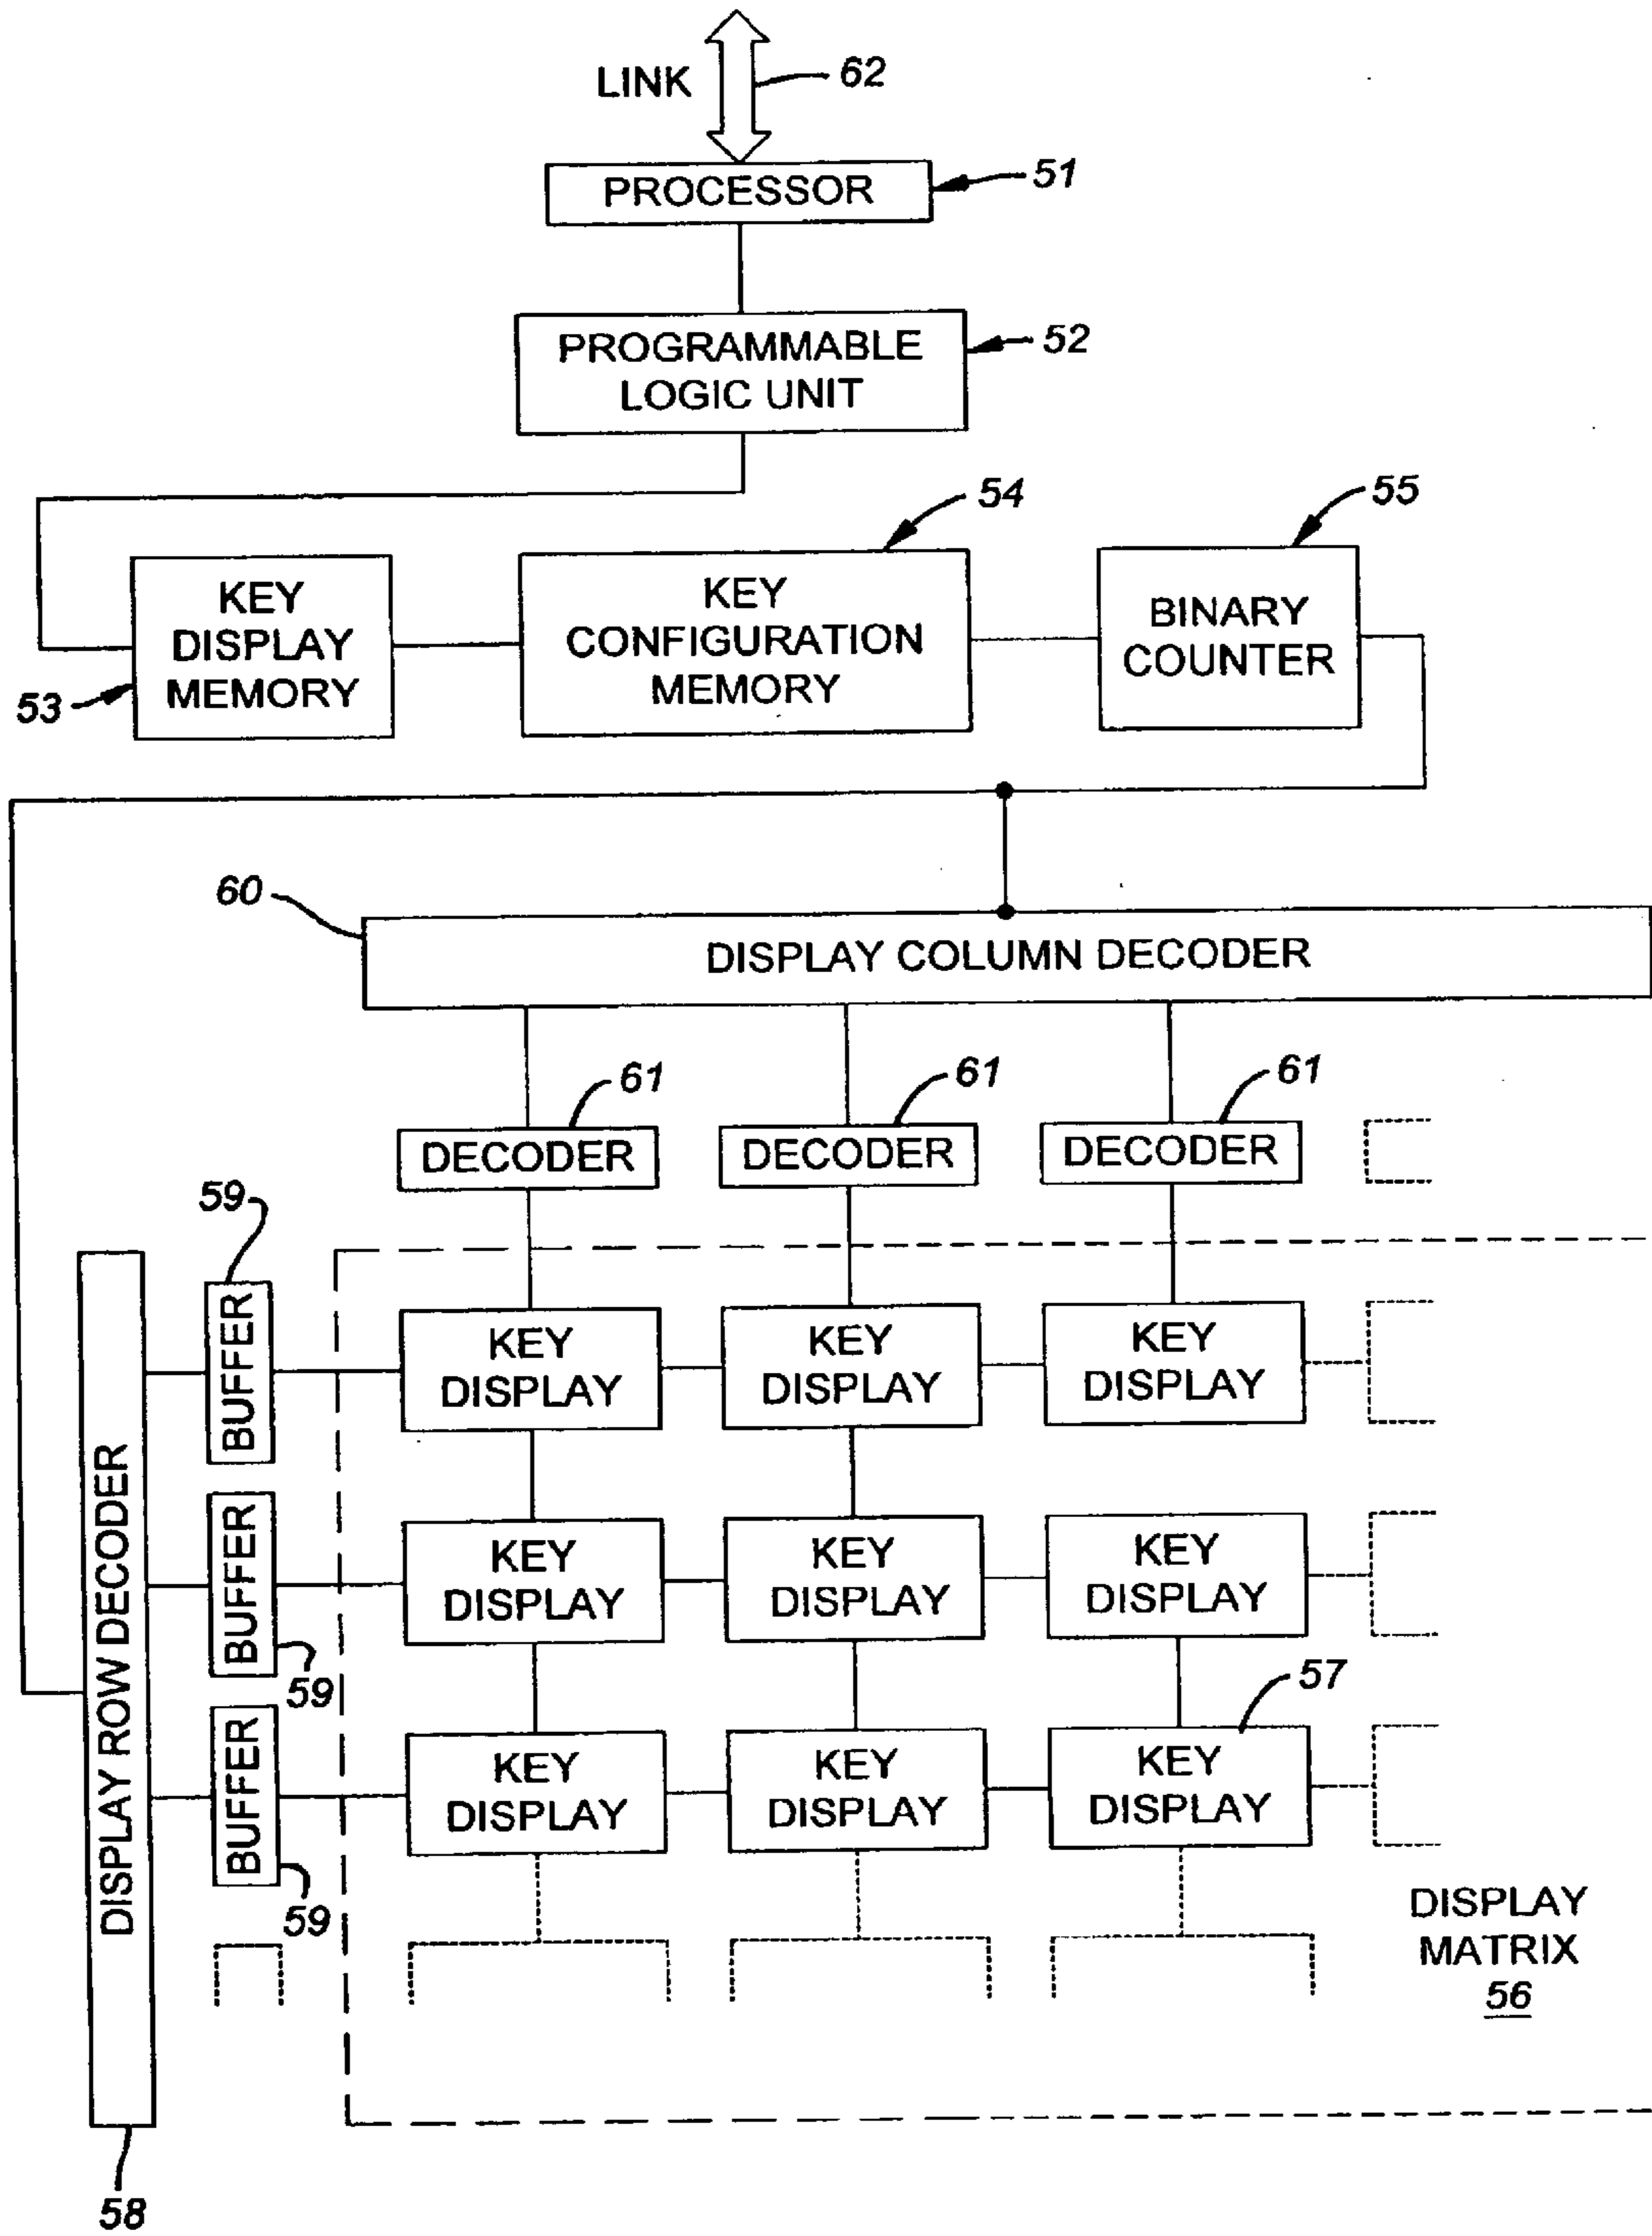 LINK
62
PROCESSOR
51
PROGRAMMABLE
LOGIC UNIT
52
54
55
KEY
DISPLAY
MEMORY
53
KEY
CONFIGURATION
MEMORY
BINARY
COUNTER
60
DISPLAY COLUMN DECODER
61
61
61
DECODER
DECODER
DECODER
59
BUFFER
KEY
DISPLAY
KEY
DISPLAY
KEY
DISPLAY
DISPLAY ROW DECODER
BUFFER
59
KEY
DISPLAY
KEY
DISPLAY
KEY
DISPLAY
57
BUFFER
59
KEY
DISPLAY
KEY
DISPLAY
KEY
DISPLAY
DISPLAY
MATRIX
56
58